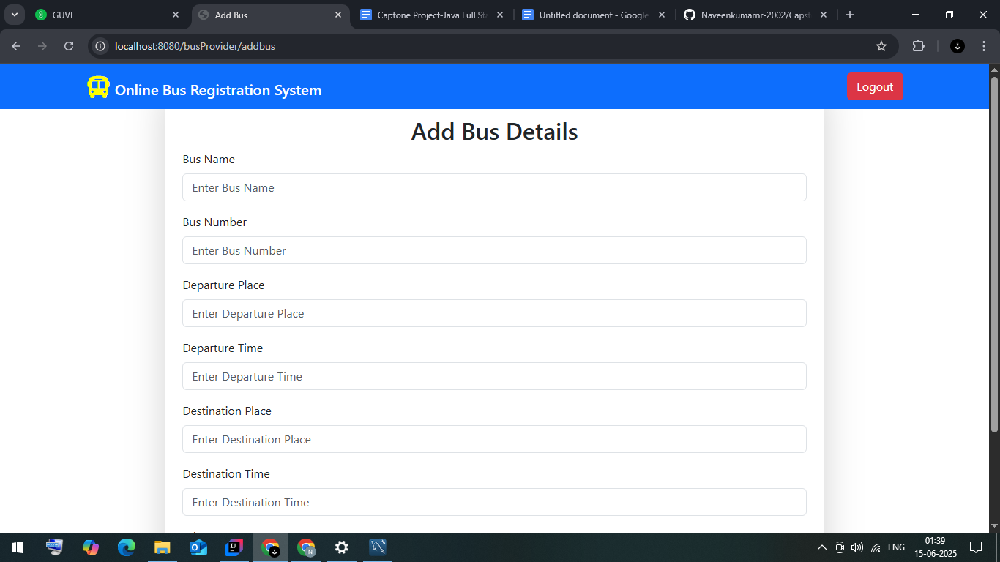 GUVI
Add Bus
Captone Project-Java Full Sta
Untitled document - Google
Naveenkumarnr-2002/Capst
localhost:8080/busProvider/addbus
Online Bus Registration System
Logout
Add Bus Details
Bus Name
Enter Bus Name
Bus Number
Enter Bus Number
Departure Place
Enter Departure Place
Departure Time
Enter Departure Time
Destination Place
Enter Destination Place
Destination Time
Enter Destination Time
ENG
01:39
15-06-2025